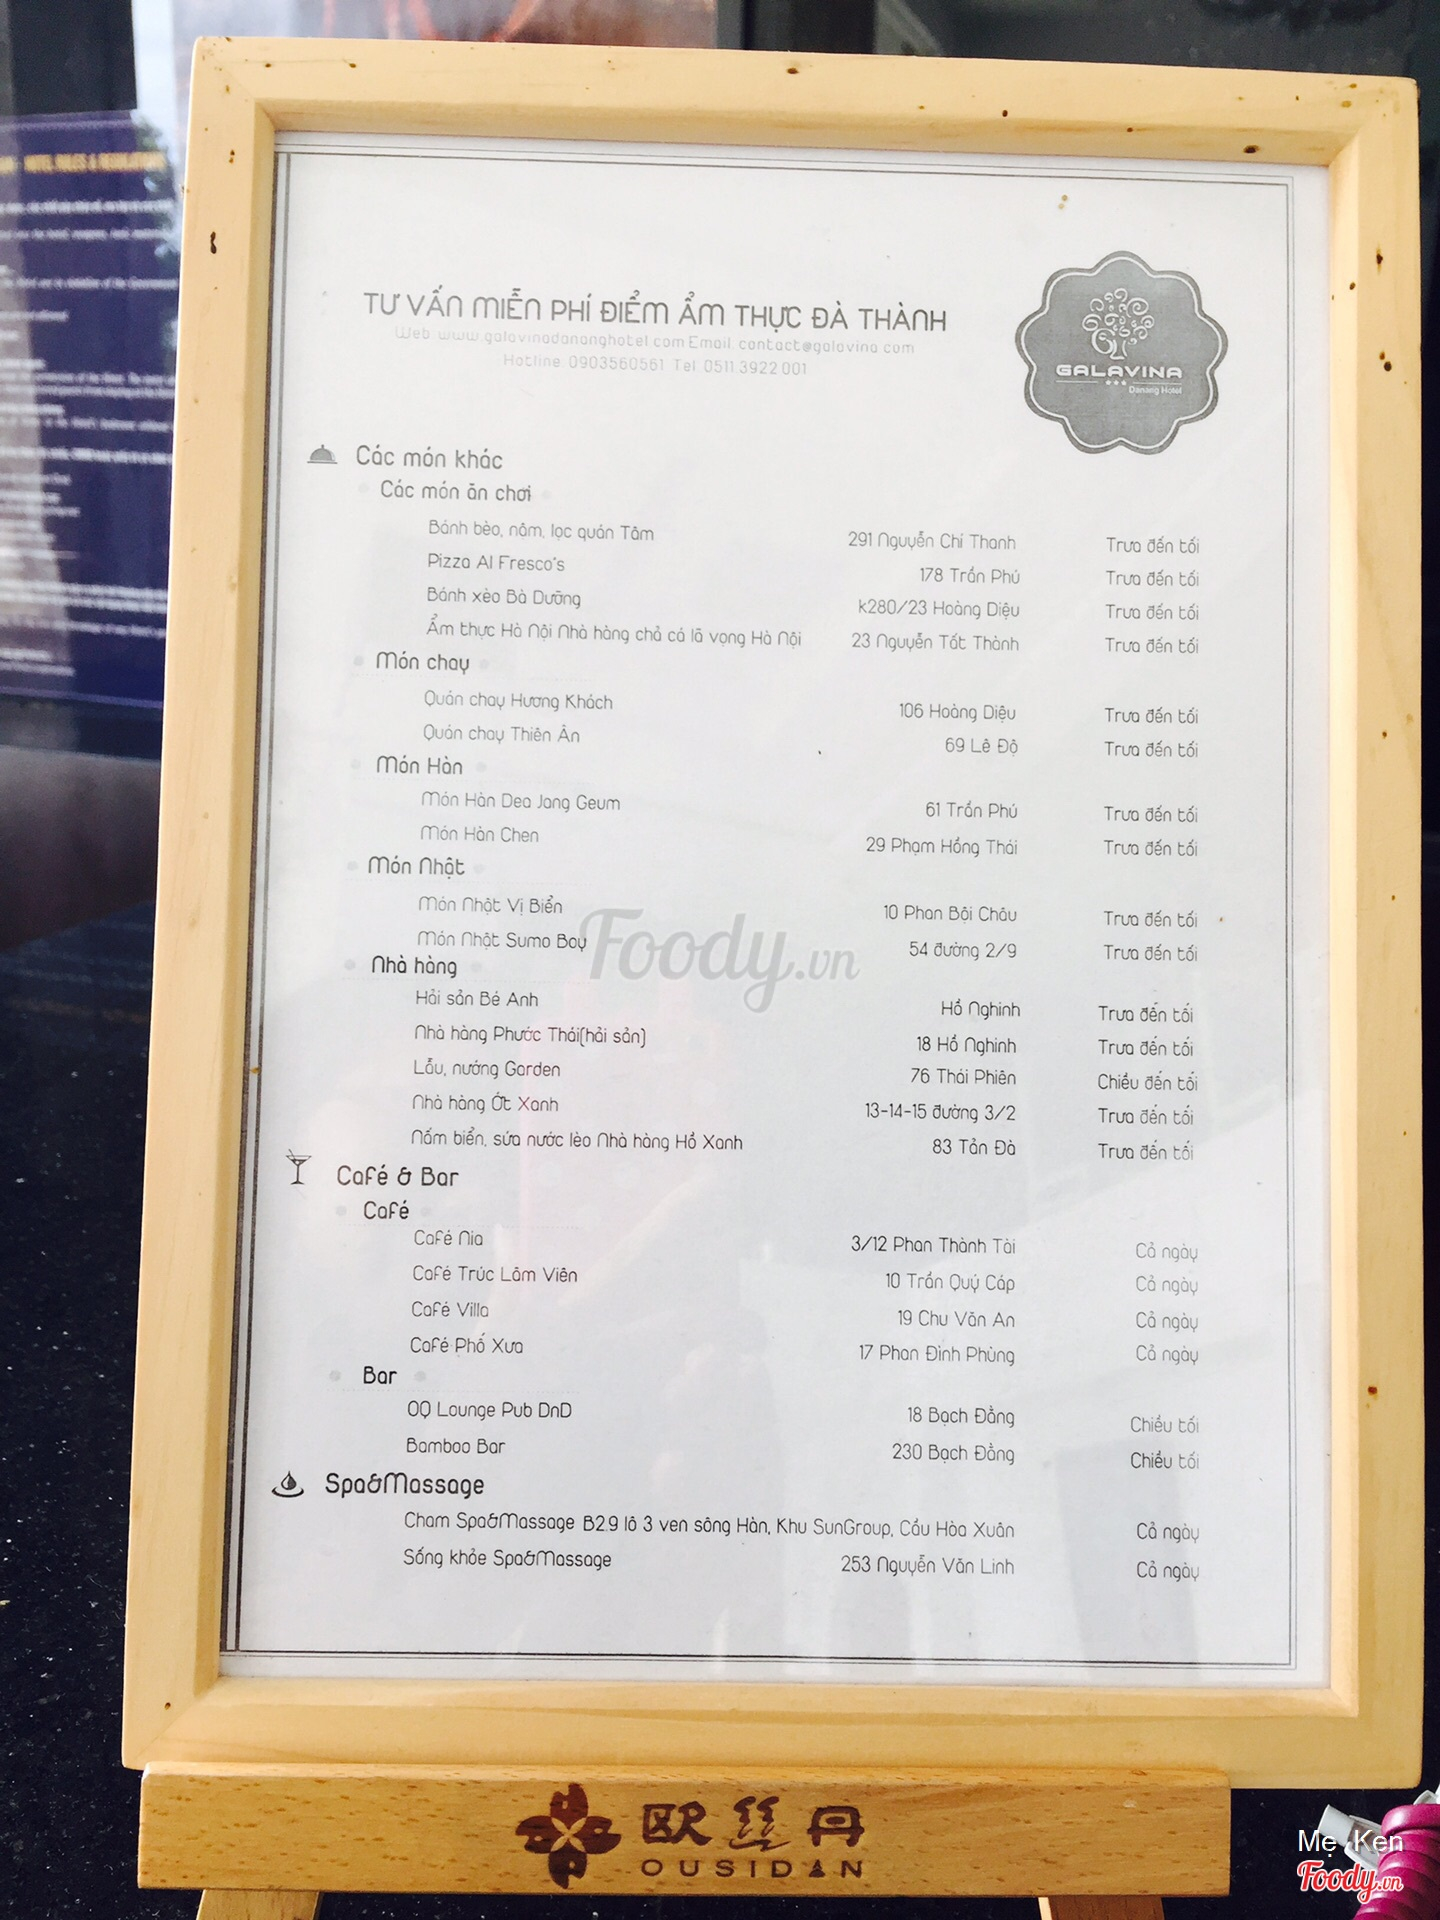 HOTEL RULES & REGULATIONS
TƯ VẤN MIỄN PHÍ ĐIỂM ẨM THỰC ĐÀ THÀNH
Web: www.galavinadananghotel.com Email: contact@galavina.com
Hotline: 0903560561 Tel: 0511 3922 001
GALAVINA
Danang Hotel
Các món khác
Các món ăn chơi
Bánh bèo, nậm, lọc quán Tâm 291 Nguyễn Chí Thanh Trưa đến tối
Pizza Al Fresco's 178 Trần Phú Trưa đến tối
Bánh xèo Bà Dưỡng k280/23 Hoàng Diệu Trưa đến tối
Ẩm thực Hà Nội Nhà hàng chả cá lã vọng Hà Nội 23 Nguyễn Tất Thành Trưa đến tối
Món chay
Quán chay Hương Khách 106 Hoàng Diệu Trưa đến tối
Quán chay Thiên Ân 69 Lê Độ Trưa đến tối
Món Hàn
Món Hàn Dea Jang Geum 61 Trần Phú Trưa đến tối
Món Hàn Chen 29 Phạm Hồng Thái Trưa đến tối
Món Nhật
Món Nhật Vị Biển 10 Phan Bội Châu Trưa đến tối
Món Nhật Sumo Boy 54 đường 2/9 Trưa đến tối
Foody.vn
Nhà hàng
Hải sản Bé Anh Hồ Nghinh Trưa đến tối
Nhà hàng Phước Thái(hải sản) 18 Hồ Nghinh Trưa đến tối
Lẩu, nướng Garden 76 Thái Phiên Chiều đến tối
Nhà hàng Ớt Xanh 13-14-15 đường 3/2 Trưa đến tối
Nấm biển, sứa nước lèo Nhà hàng Hồ Xanh 83 Tản Đà Trưa đến tối
Café & Bar
Café
Café Nia 3/12 Phan Thành Tài Cả ngày
Café Trúc Lâm Viên 10 Trần Quý Cáp Cả ngày
Café Villa 19 Chu Văn An Cả ngày
Café Phố Xưa 17 Phan Đình Phùng Cả ngày
Bar
OQ Lounge Pub DnD 18 Bạch Đằng Chiều tối
Bamboo Bar 230 Bạch Đằng Chiều tối
Spa&Massage
Cham Spa&Massage B2.9 lô 3 ven sông Hàn, Khu SunGroup, Cầu Hòa Xuân Cả ngày
Sống khỏe Spa&Massage 253 Nguyễn Văn Linh Cả ngày
欧丝丹
OUSIDAN
Mẹ Ken
Foody.vn